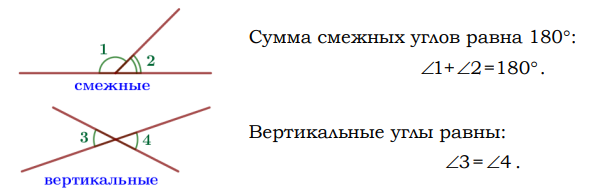 1
2
смежные
Сумма смежных углов равна 180°:
∠1+∠2=180°.
3
4
вертикальные
Вертикальные углы равны:
∠3=∠4.